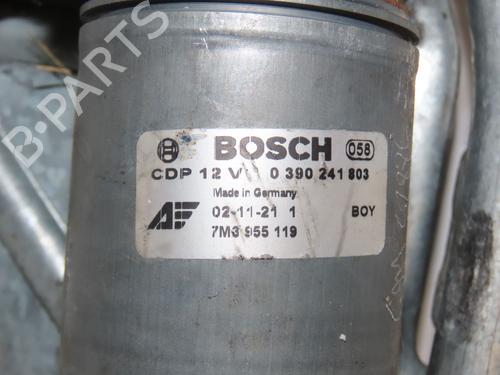 B-PARTS
BOSCH 058
CDP 12 V 0 390 241 803
Made in Germany
AF 02-11-21 1 BOY
7M3 955 119